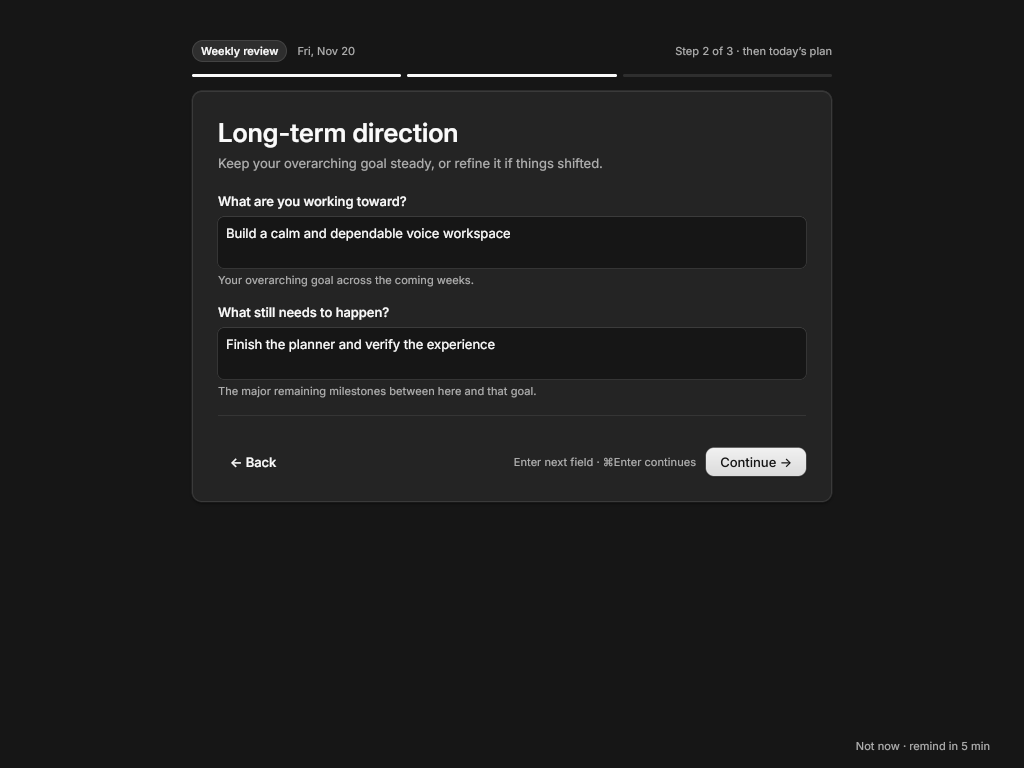 Weekly review
Fri, Nov 20
Step 2 of 3 · then today’s plan
Long-term direction
Keep your overarching goal steady, or refine it if things shifted.
What are you working toward?
Build a calm and dependable voice workspace
Your overarching goal across the coming weeks.
What still needs to happen?
Finish the planner and verify the experience
The major remaining milestones between here and that goal.
← Back
Enter next field · ⌘Enter continues
Continue →
Not now · remind in 5 min